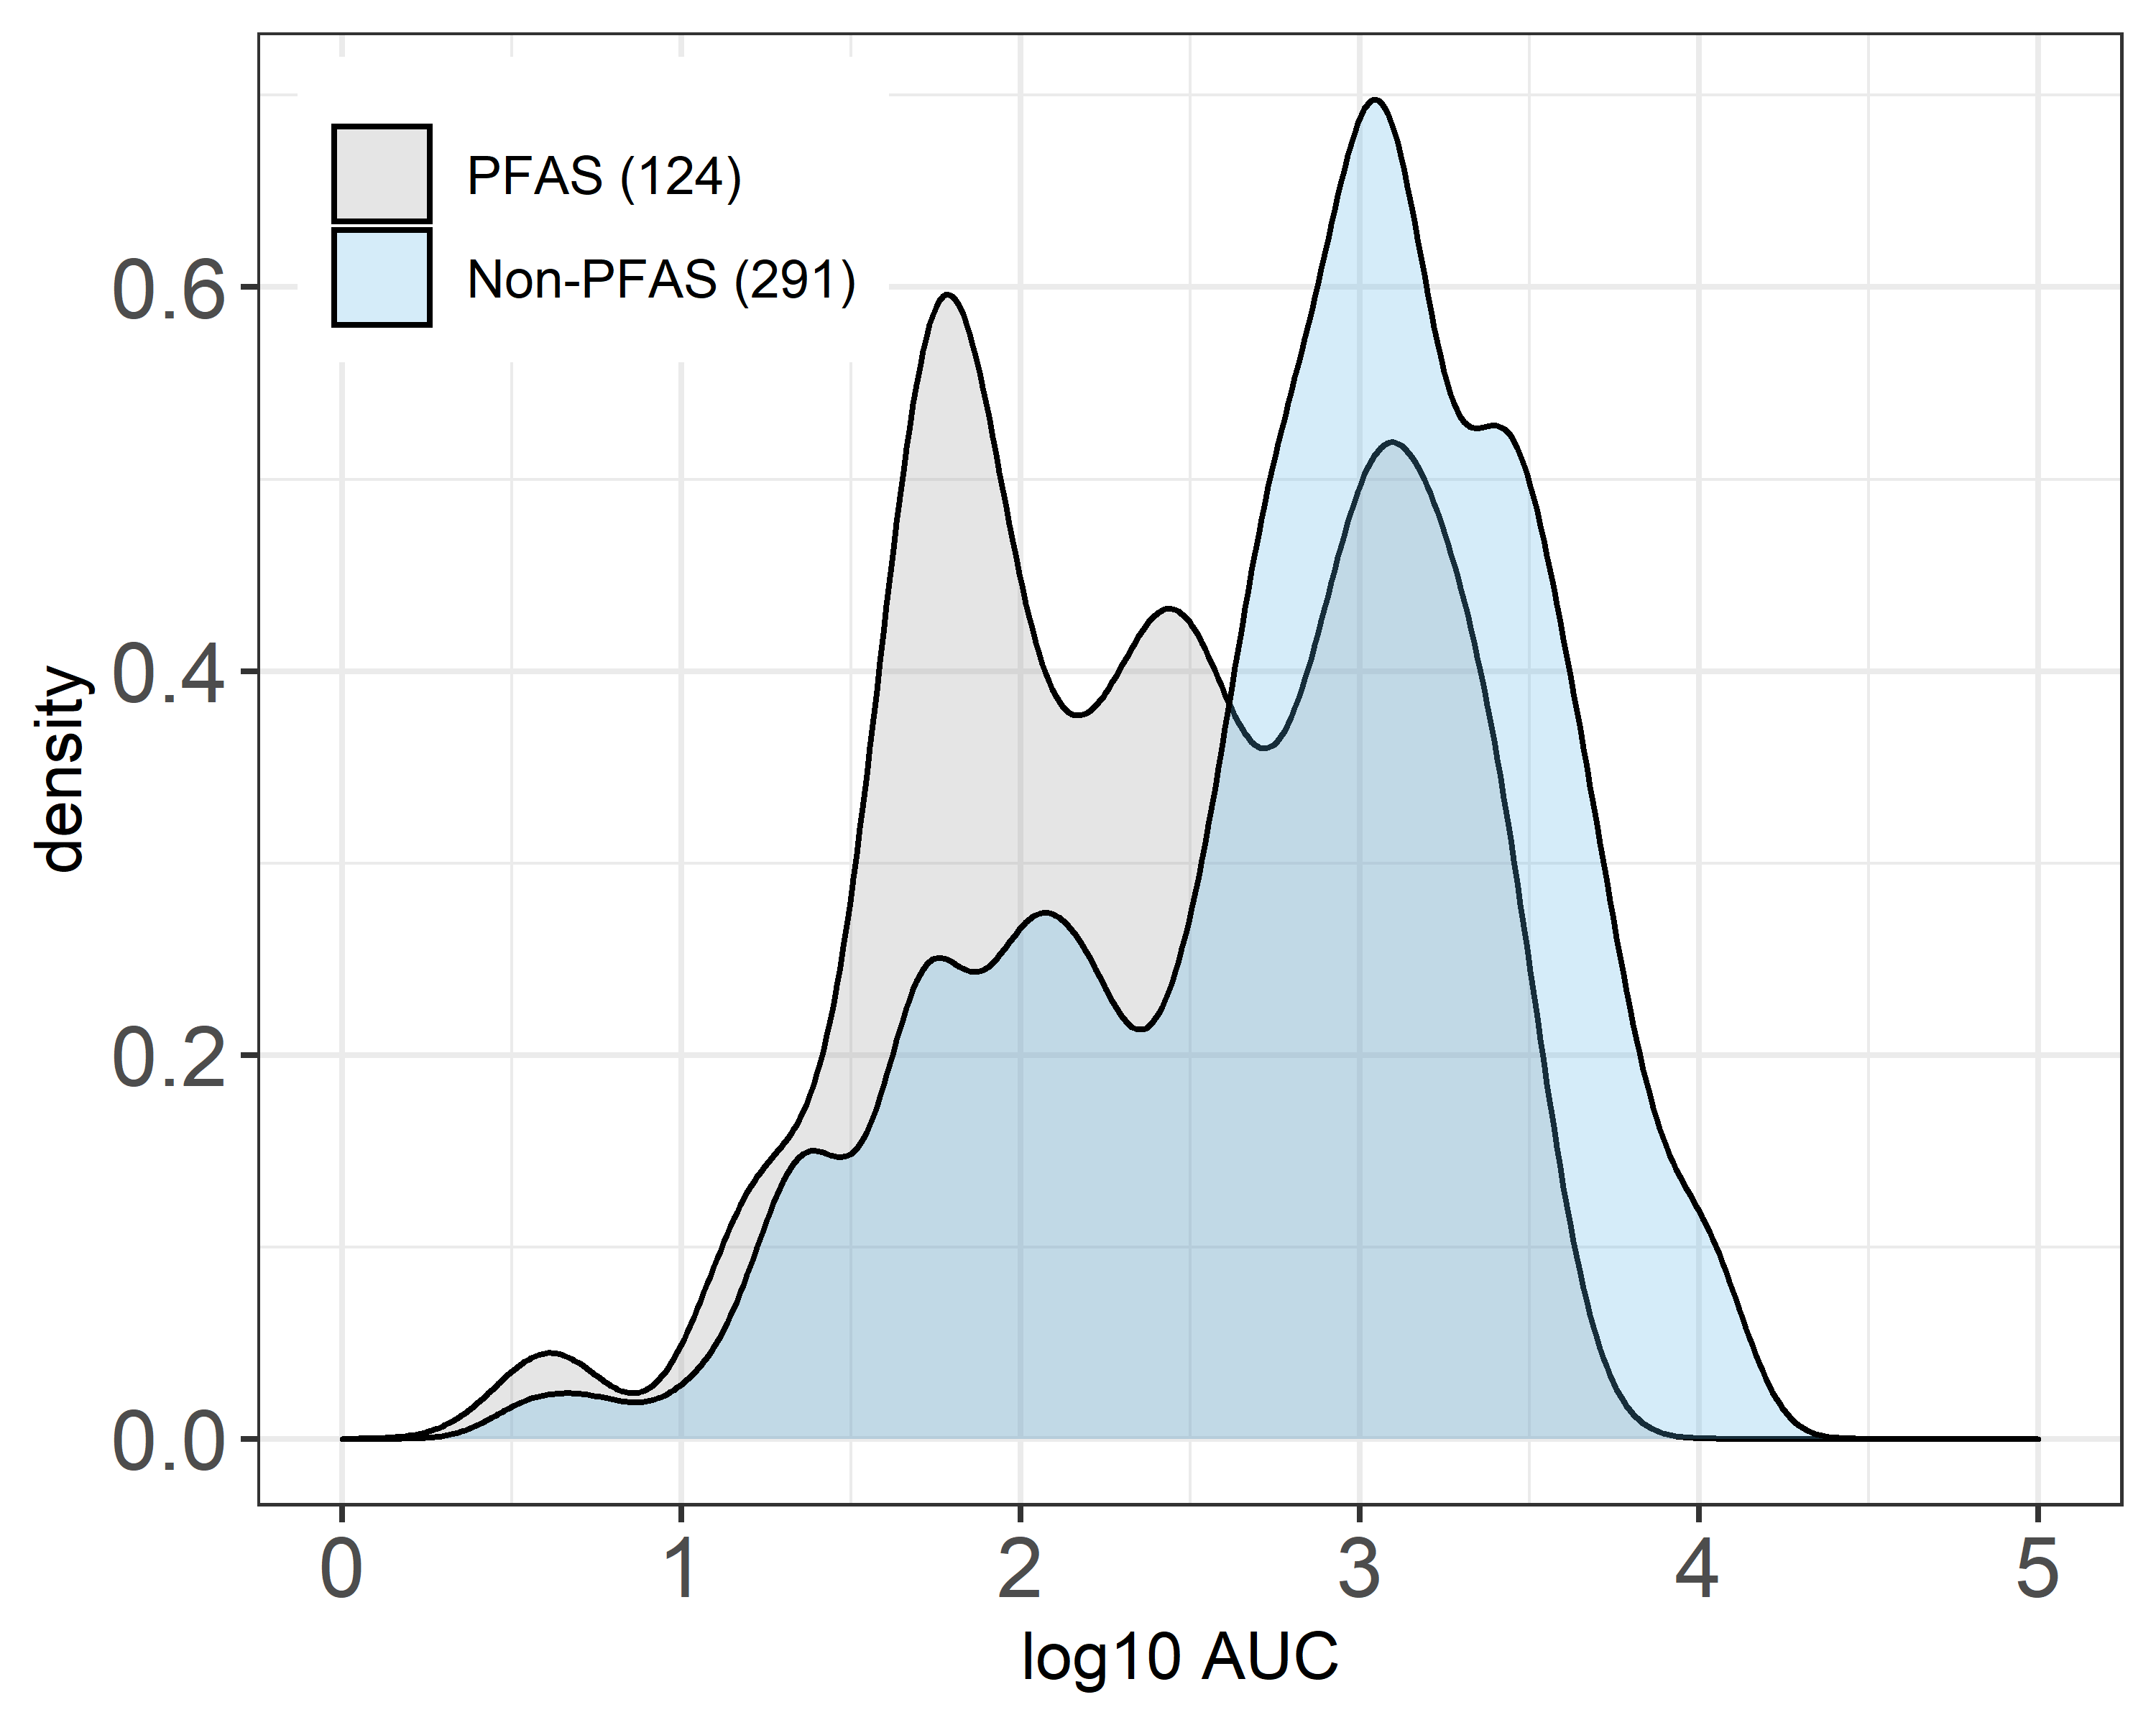 PFAS (124)
Non-PFAS (291)
density
0.6
0.4
0.2
0.0
0 1 2 3 4 5
log10 AUC